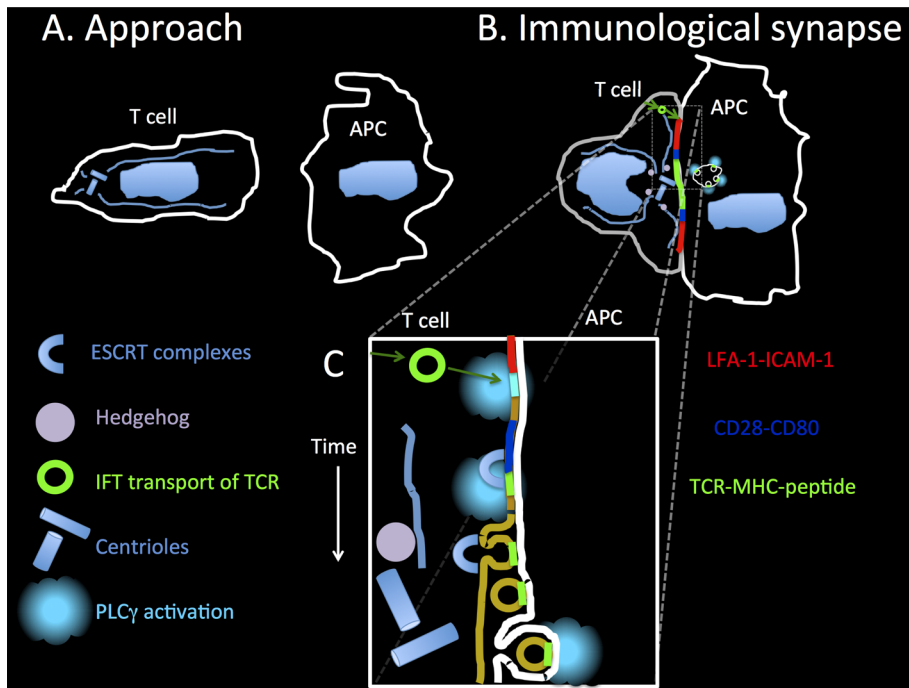 A. Approach
B. Immunological synapse
T cell
APC
T cell
APC
T cell
APC
C
ESCRT complexes
LFA-1-ICAM-1
Hedgehog
CD28-CD80
Time
IFT transport of TCR
TCR-MHC-peptide
Centrioles
PLCγ activation